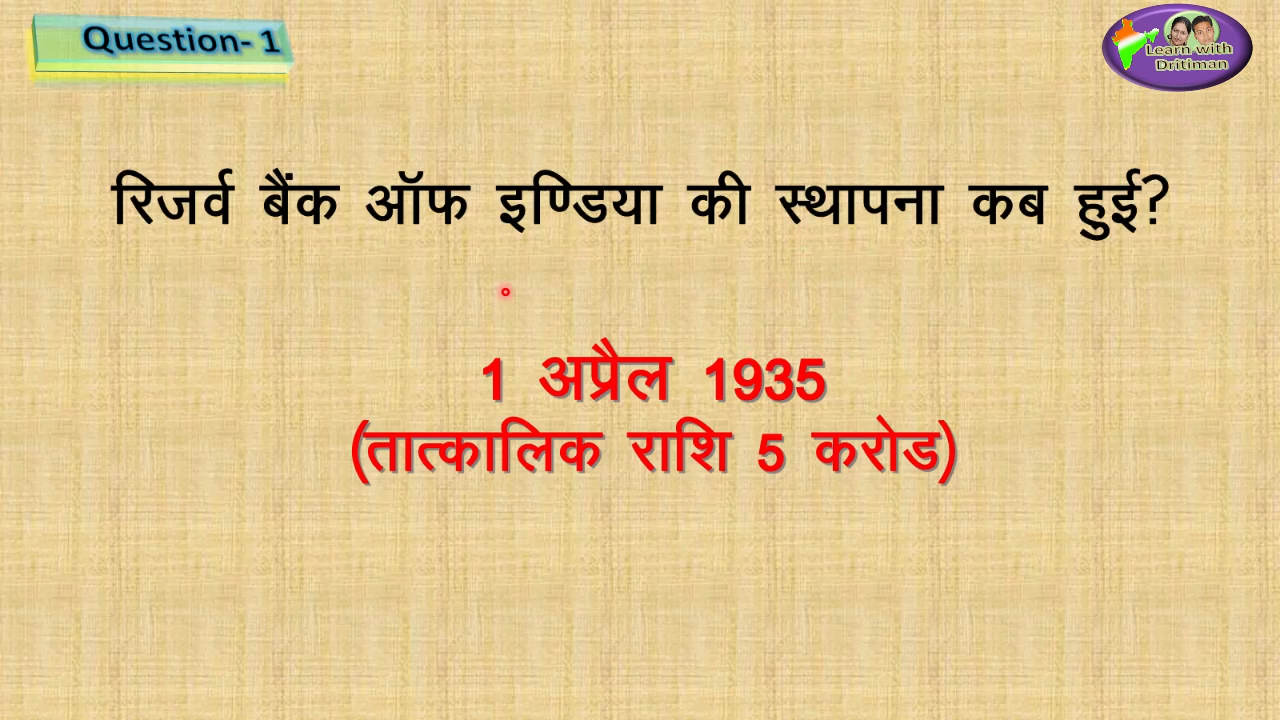 Question- 1
Learn with
Dritiman
रिजर्व बैंक ऑफ इण्डिया की स्थापना कब हुई?
1 अप्रैल 1935
(तात्कालिक राशि 5 करोड)